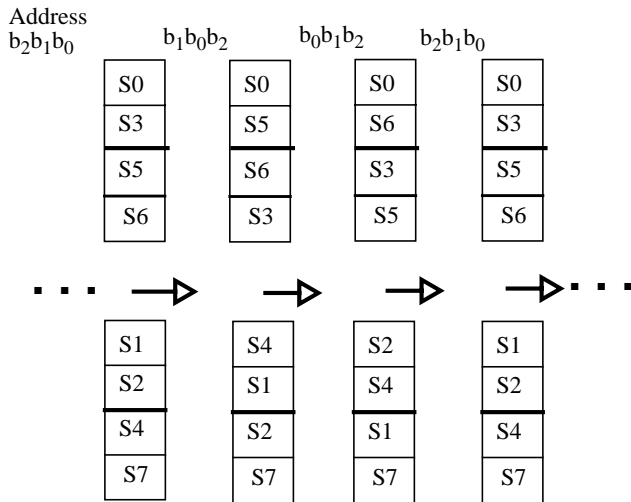 Address
b₂b₁b₀ b₁b₀b₂ b₀b₁b₂ b₂b₁b₀
S0 S0 S0 S0
S3 S5 S6 S3
S5 S6 S3 S5
S6 S3 S5 S6
S1 S4 S2 S1
S2 S1 S4 S2
S4 S2 S1 S4
S7 S7 S7 S7